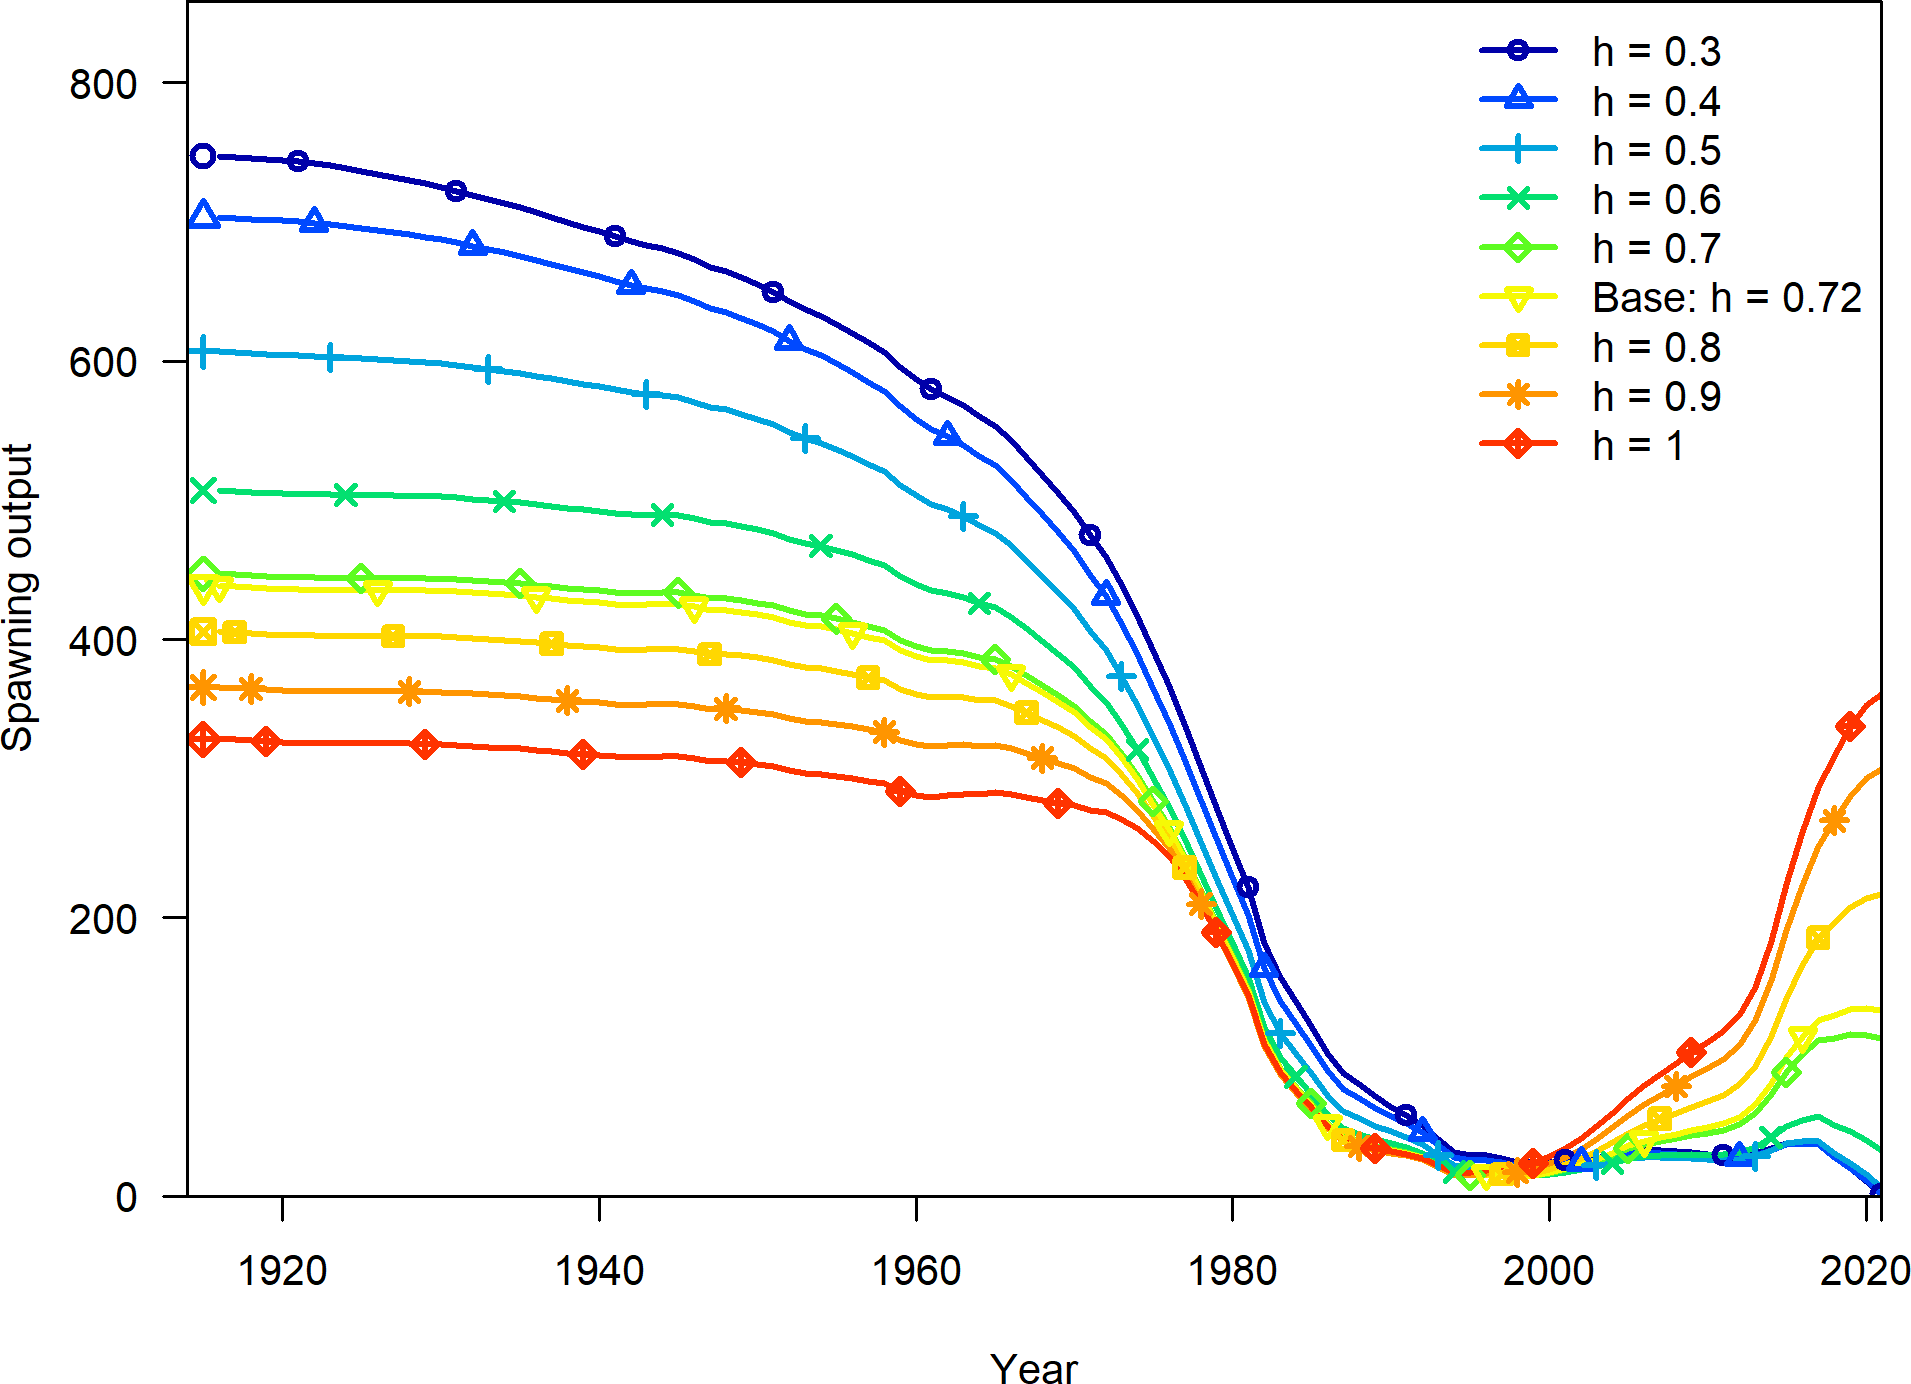 h = 0.3
h = 0.4
h = 0.5
h = 0.6
h = 0.7
Base: h = 0.72
h = 0.8
h = 0.9
h = 1
800
600
400
200
0
Spawning output
1920 1940 1960 1980 2000 2020
Year